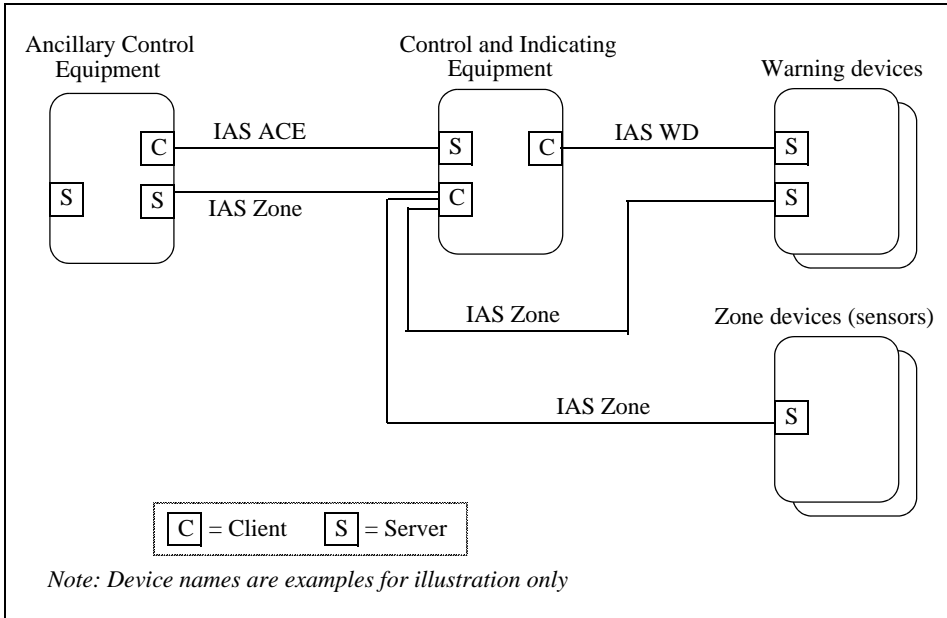 Ancillary Control
Equipment
Control and Indicating
Equipment
Warning devices
IAS ACE
IAS WD
C
S
C
S
S
S
IAS Zone
C
S
IAS Zone
Zone devices (sensors)
IAS Zone
S
C = Client
S = Server
Note: Device names are examples for illustration only